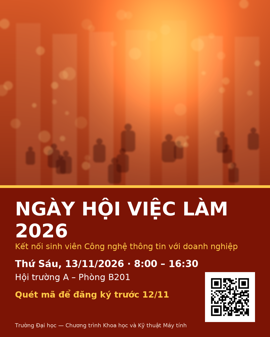 NGÀY HỘI VIỆC LÀM
2026
Kết nối sinh viên Công nghệ thông tin với doanh nghiệp
Thứ Sáu, 13/11/2026 · 8:00 – 16:30
Hội trường A – Phòng B201
Quét mã để đăng ký trước 12/11
Trường Đại học — Chương trình Khoa học và Kỹ thuật Máy tính